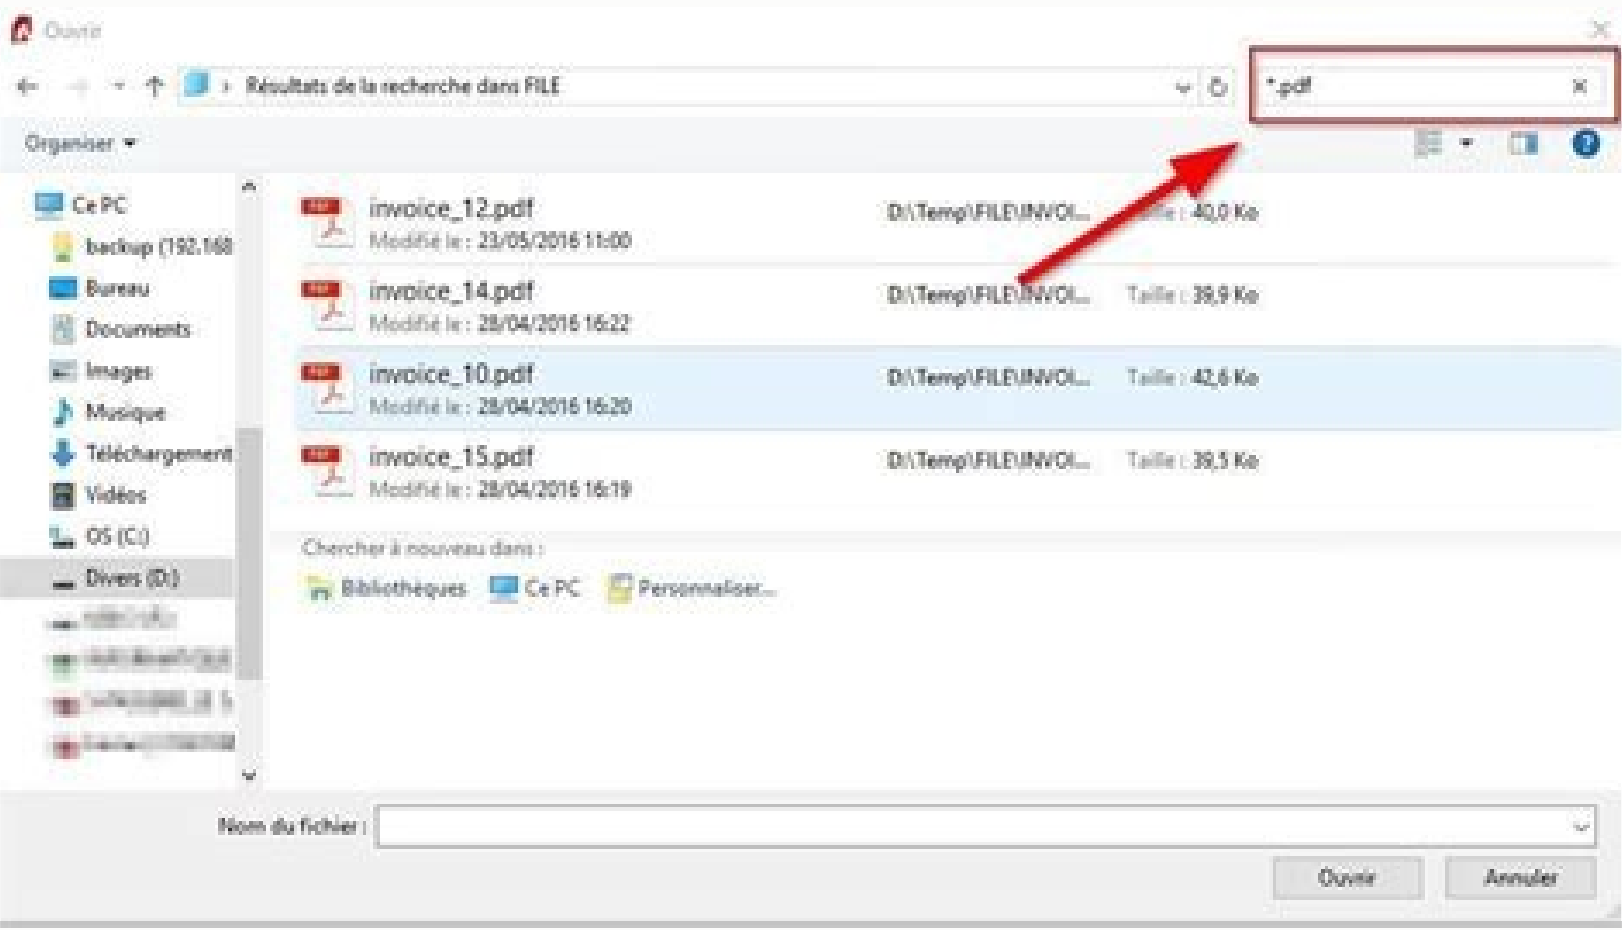 Ouvrir
Résultats de la recherche dans FILE
*.pdf
Organiser
Ce PC
backup (192.168
Bureau
Documents
Images
Musique
Téléchargement
Vidéos
OS (C:)
Divers (D:)
invoice_12.pdf D:\Temp\FILE\INVOI... 40,0 Ko
Modifié le : 23/05/2016 11:00
invoice_14.pdf D:\Temp\FILE\INVOI... Taille : 39,9 Ko
Modifié le : 28/04/2016 16:22
invoice_10.pdf D:\Temp\FILE\INVOI... Taille : 42,6 Ko
Modifié le : 28/04/2016 16:20
invoice_15.pdf D:\Temp\FILE\INVOI... Taille : 39,5 Ko
Modifié le : 28/04/2016 16:19
Chercher à nouveau dans :
Bibliothèques Ce PC Personnaliser...
Nom du fichier :
Ouvrir Annuler